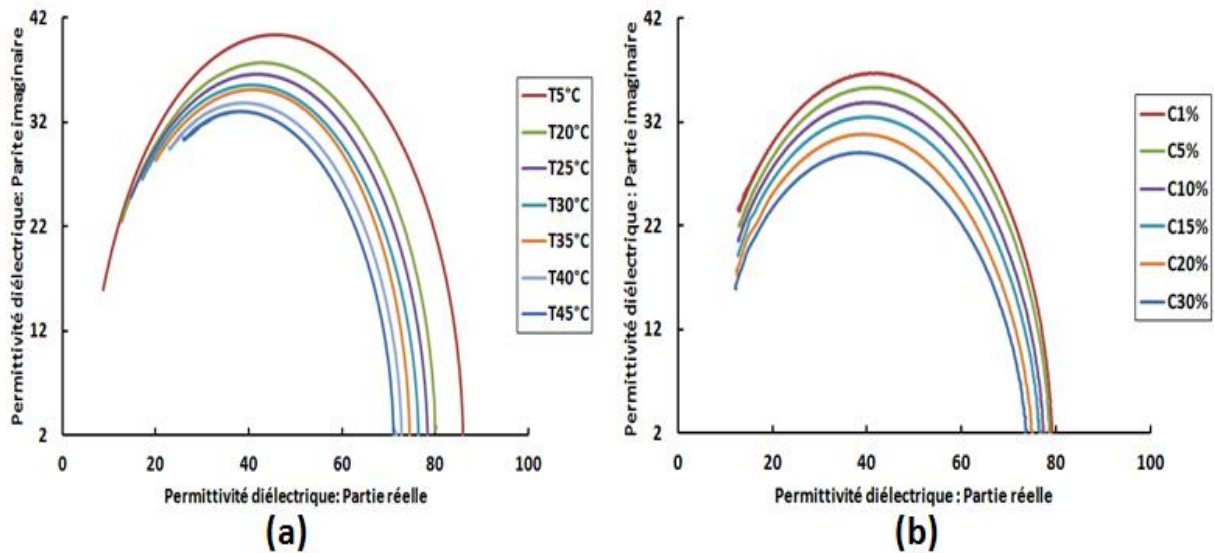 Permittivité diélectrique: Parite imaginaire
42
32
22
12
2
0
20
40
60
80
100
Permittivité diélectrique: Partie réelle
T5°C
T20°C
T25°C
T30°C
T35°C
T40°C
T45°C
(a)
Permittivité diélectrique : Partie imaginaire
42
32
22
12
2
0
20
40
60
80
100
Permittivité diélectrique : Partie réelle
C1%
C5%
C10%
C15%
C20%
C30%
(b)